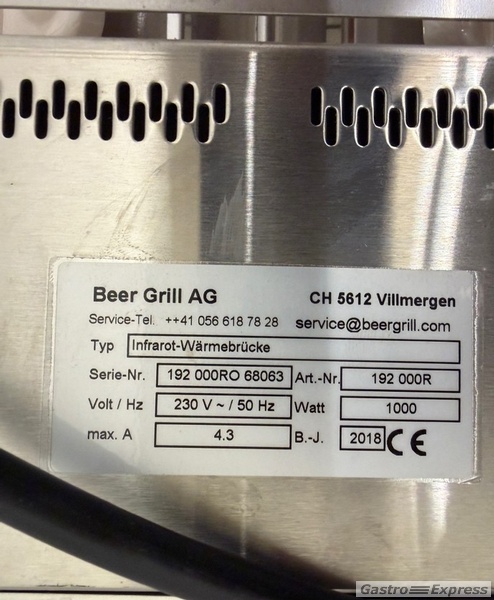 Beer Grill AG CH 5612 Villmergen
Service-Tel. ++41 056 618 78 28 service@beergrill.com
Typ Infrarot-Wärmebrücke
Serie-Nr. 192 000RO 68063 Art.-Nr. 192 000R
Volt / Hz 230 V ~ / 50 Hz Watt 1000
max. A 4.3 B.-J. 2018 CE
Gastro Express